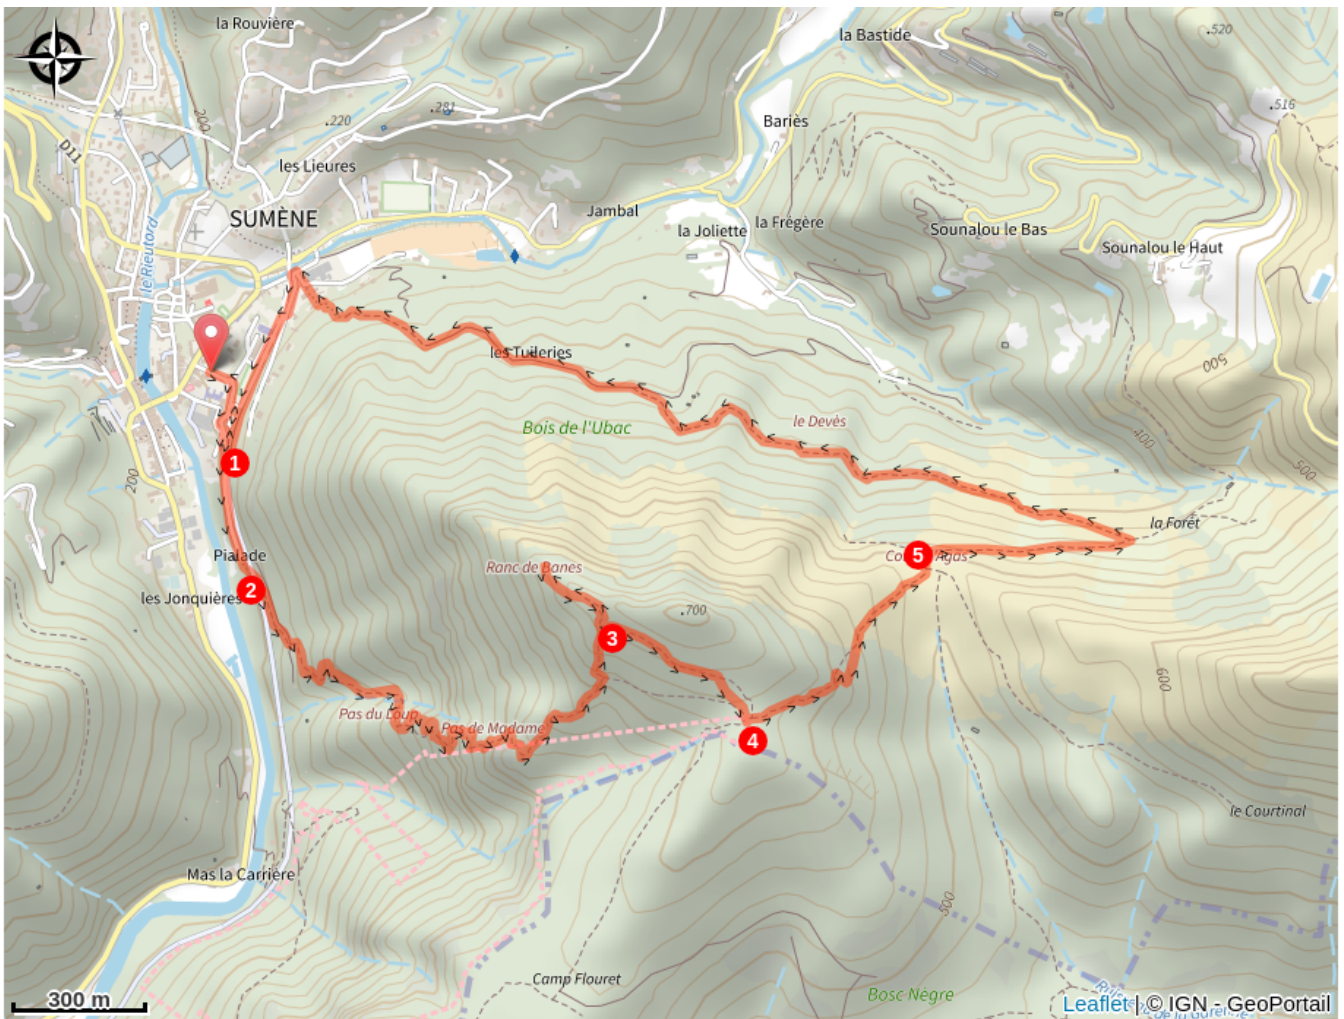 la Rouvière
.520
la Bastide
.281
.516
200
.220
Bariès
D11
les Lieures
SUMÈNE
Jambal
la Frégère
la Joliette
Sounalou le Bas
Sounalou le Haut
le Rieutord
les Tuileries
500
Bois de l'Ubac
le Devès
400
1
200
500
la Forêt
Pialade
5
Ranc de Banes
2
les Jonquières
.700
3
600
Pas du Loup
Pas de Madame
4
le Courtinal
Mas la Carrière
500
Camp Flouret
Bosc Nègre
300 m
Leaflet | © IGN - GeoPortail